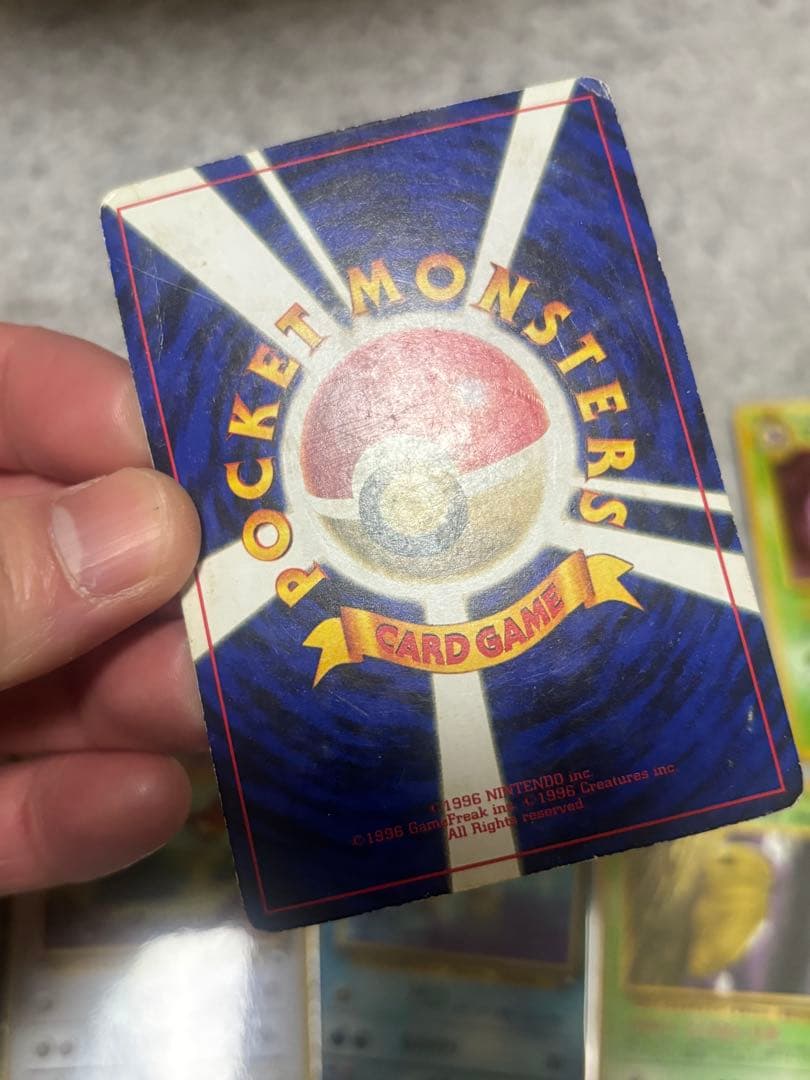 POCKET MONSTERS
CARD GAME
©1996 NINTENDO inc.
©1996 GameFreak inc. ©1996 Creatures inc.
All Rights reserved.